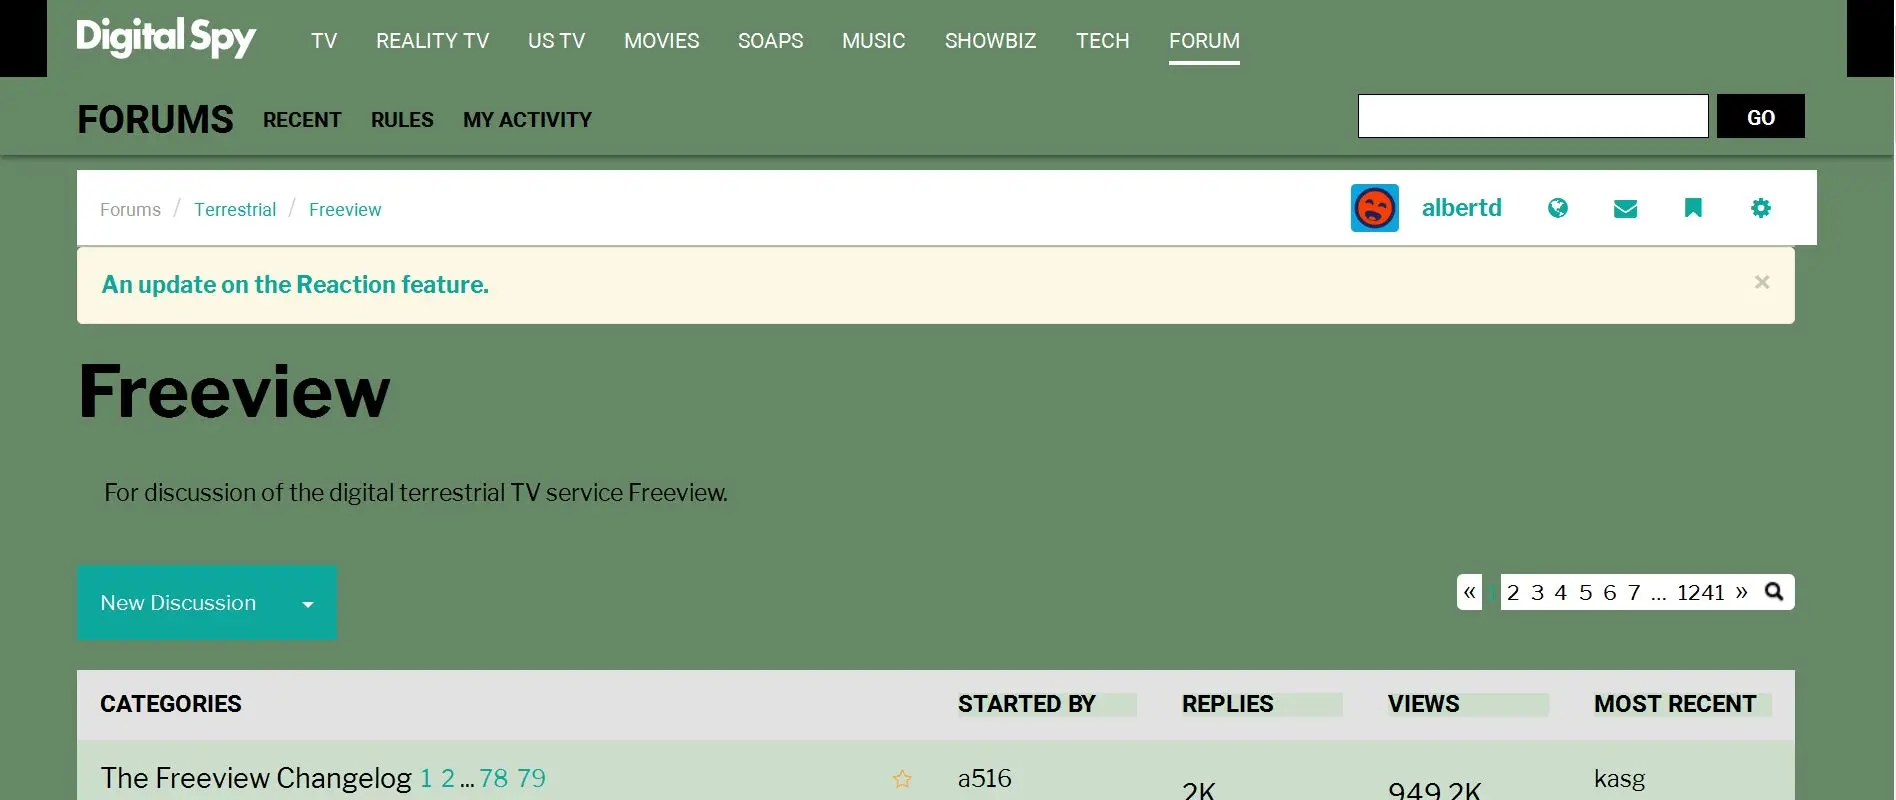 Digital Spy TV REALITY TV US TV MOVIES SOAPS MUSIC SHOWBIZ TECH FORUM
FORUMS RECENT RULES MY ACTIVITY GO
Forums / Terrestrial / Freeview albertd
An update on the Reaction feature. ×
Freeview
For discussion of the digital terrestrial TV service Freeview.
New Discussion « 1 2 3 4 5 6 7 ... 1241 »
CATEGORIES STARTED BY REPLIES VIEWS MOST RECENT
The Freeview Changelog 1 2 ... 78 79 a516 2K 949.2K kasg